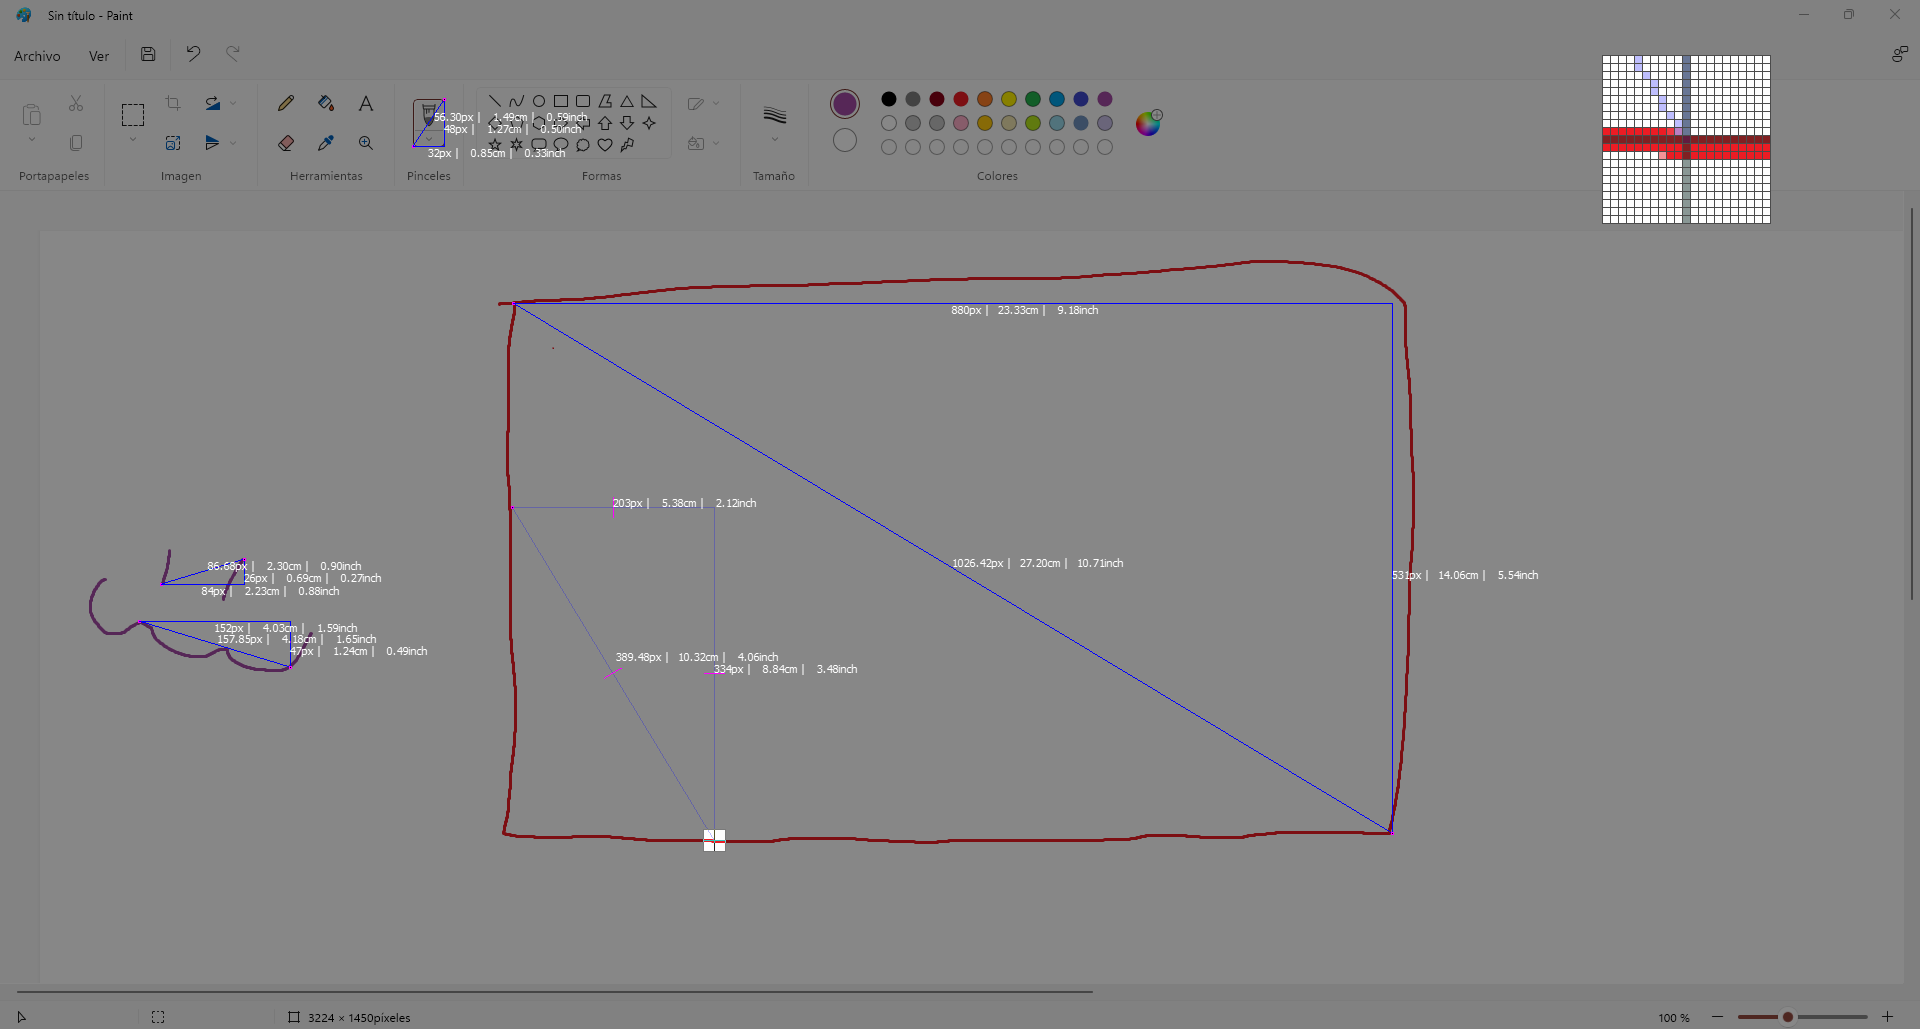 Sin título - Paint
Archivo
Ver
56.30px | 1.49cm | 0.59inch
48px | 1.27cm | 0.50inch
32px | 0.85cm | 0.33inch
Portapapeles
Imagen
Herramientas
Pinceles
Formas
Tamaño
Colores
880px | 23.33cm | 9.18inch
203px | 5.38cm | 2.12inch
1026.42px | 27.20cm | 10.71inch
531px | 14.06cm | 5.54inch
86.68px | 2.30cm | 0.90inch
26px | 0.69cm | 0.27inch
84px | 2.23cm | 0.88inch
152px | 4.03cm | 1.59inch
157.85px | 4.18cm | 1.65inch
47px | 1.24cm | 0.49inch
389.48px | 10.32cm | 4.06inch
334px | 8.84cm | 3.48inch
3224 × 1450píxeles
100 %